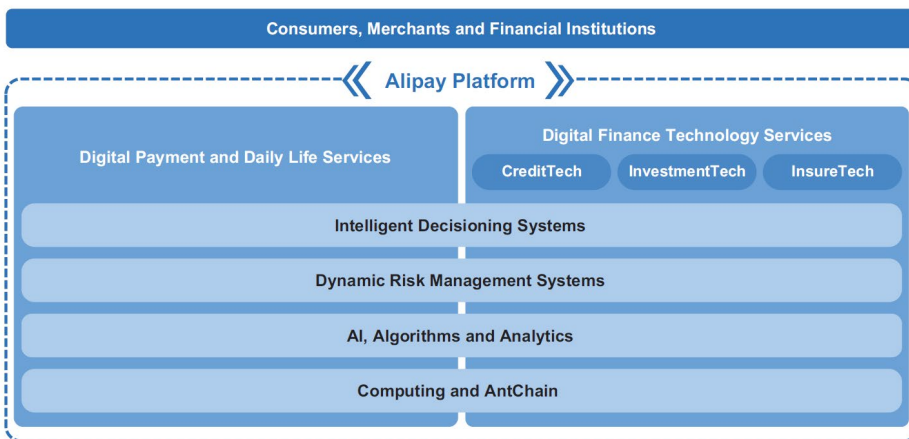 Consumers, Merchants and Financial Institutions
Alipay Platform
Digital Payment and Daily Life Services
Digital Finance Technology Services
CreditTech
InvestmentTech
InsureTech
Intelligent Decisioning Systems
Dynamic Risk Management Systems
AI, Algorithms and Analytics
Computing and AntChain